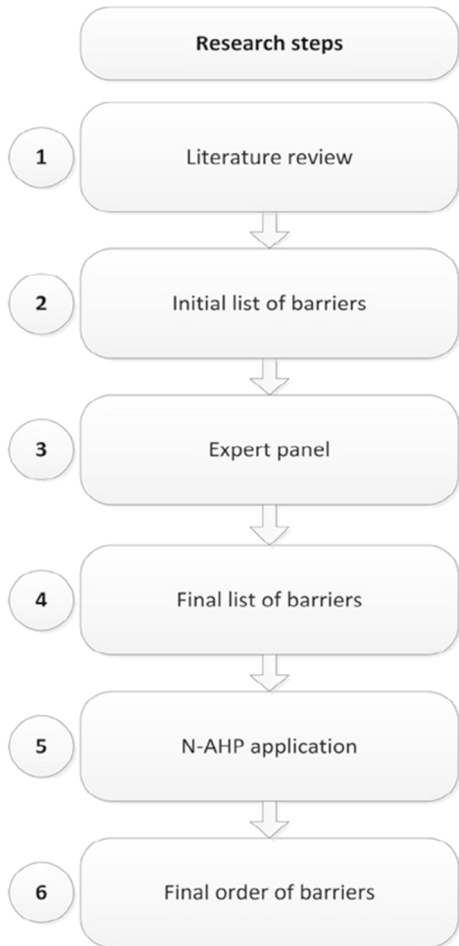 Research steps
1
Literature review
2
Initial list of barriers
3
Expert panel
4
Final list of barriers
5
N-AHP application
6
Final order of barriers